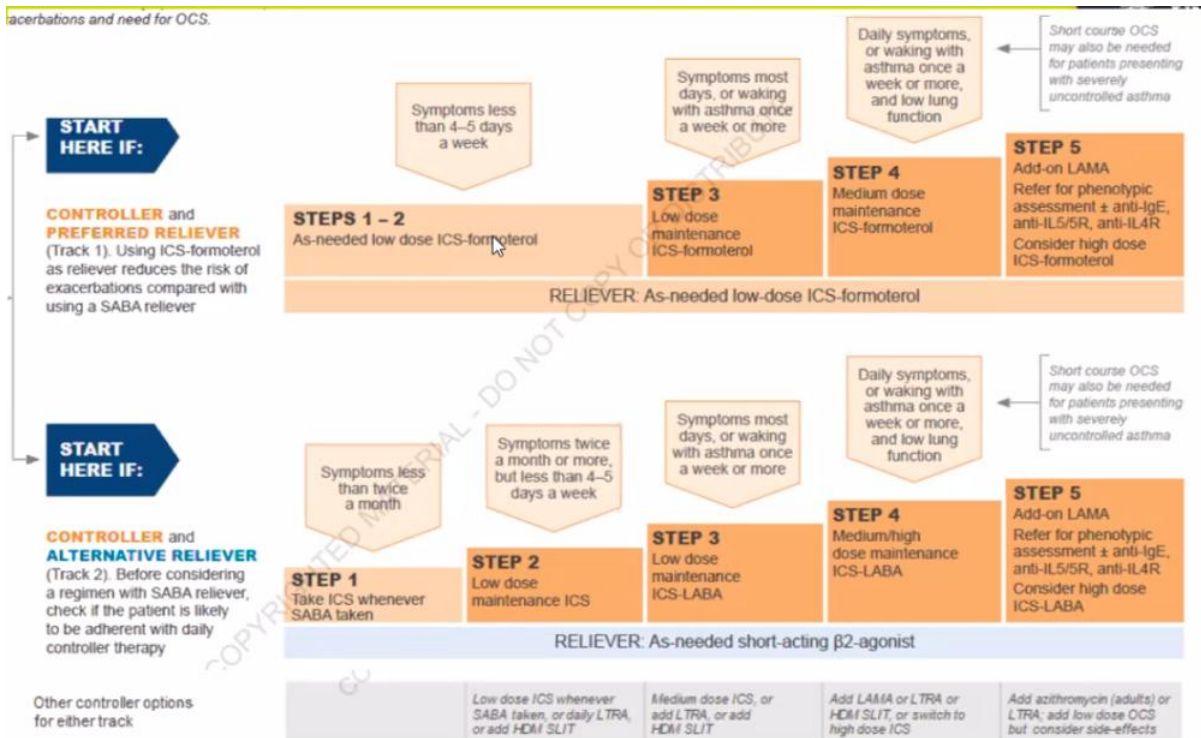 acerbations and need for OCS.
Symptoms less
than 4–5 days
a week
Symptoms most
days, or waking
with asthma once
a week or more
Daily symptoms,
or waking with
asthma once a
week or more,
and low lung
function
Short course OCS
may also be needed
for patients presenting
with severely
uncontrolled asthma
START
HERE IF:
CONTROLLER and
PREFERRED RELIEVER
(Track 1). Using ICS-formoterol
as reliever reduces the risk of
exacerbations compared with
using a SABA reliever
STEPS 1 – 2
As-needed low dose ICS-formoterol
STEP 3
Low dose
maintenance
ICS-formoterol
STEP 4
Medium dose
maintenance
ICS-formoterol
STEP 5
Add-on LAMA
Refer for phenotypic
assessment ± anti-IgE,
anti-IL5/5R, anti-IL4R
Consider high dose
ICS-formoterol
RELIEVER: As-needed low-dose ICS-formoterol
START
HERE IF:
Symptoms less
than twice
a month
Symptoms twice
a month or more,
but less than 4–5
days a week
Symptoms most
days, or waking
with asthma once
a week or more
Daily symptoms,
or waking with
asthma once a
week or more,
and low lung
function
Short course OCS
may also be needed
for patients presenting
with severely
uncontrolled asthma
CONTROLLER and
ALTERNATIVE RELIEVER
(Track 2). Before considering
a regimen with SABA reliever,
check if the patient is likely
to be adherent with daily
controller therapy
STEP 1
Take ICS whenever
SABA taken
STEP 2
Low dose
maintenance ICS
STEP 3
Low dose
maintenance
ICS-LABA
STEP 4
Medium/high
dose maintenance
ICS-LABA
STEP 5
Add-on LAMA
Refer for phenotypic
assessment ± anti-IgE,
anti-IL5/5R, anti-IL4R
Consider high dose
ICS-LABA
RELIEVER: As-needed short-acting β2-agonist
Other controller options
for either track
Low dose ICS whenever
SABA taken, or daily LTRA,
or add HDM SLIT
Medium dose ICS, or
add LTRA, or add
HDM SLIT
Add LAMA or LTRA or
HDM SLIT, or switch to
high dose ICS
Add azithromycin (adults) or
LTRA; add low dose OCS
but consider side-effects
COPYRIGHTED MATERIAL - DO NOT COPY OR DISTRIBUTE